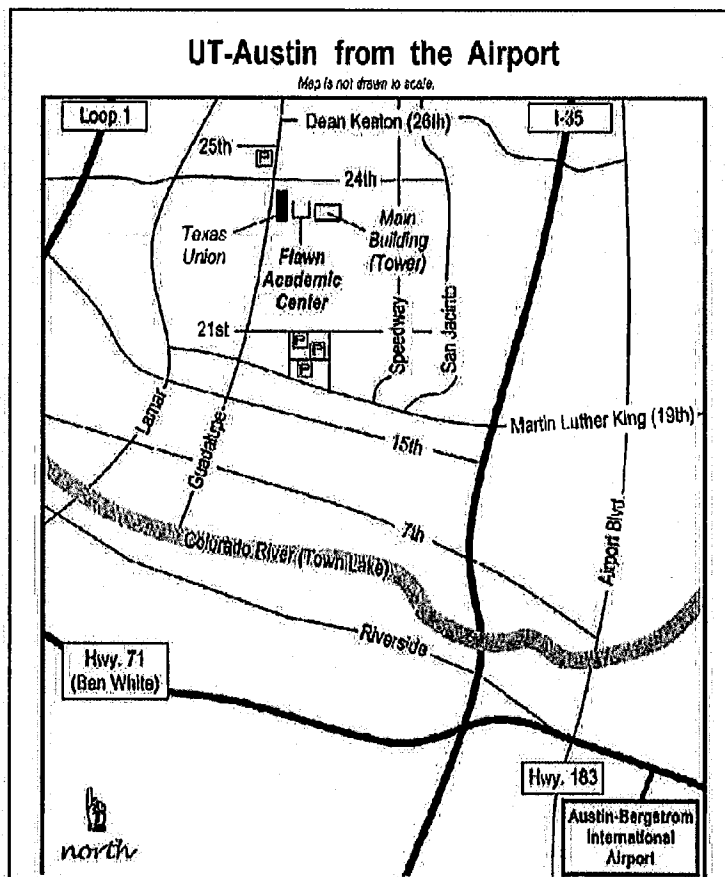 UT-Austin from the Airport
Map is not drawn to scale.
Loop 1
I-35
Dean Keaton (26th)
25th
P
24th
Texas
Union
Flawn
Academic
Center
Main
Building
(Tower)
21st
P
P
P
Speedway
San Jacinto
Lamar
Guadalupe
Martin Luther King (19th)
15th
7th
Airport Blvd.
Colorado River (Town Lake)
Riverside
Hwy. 71
(Ben White)
Hwy. 183
Austin-Bergstrom
International
Airport
north